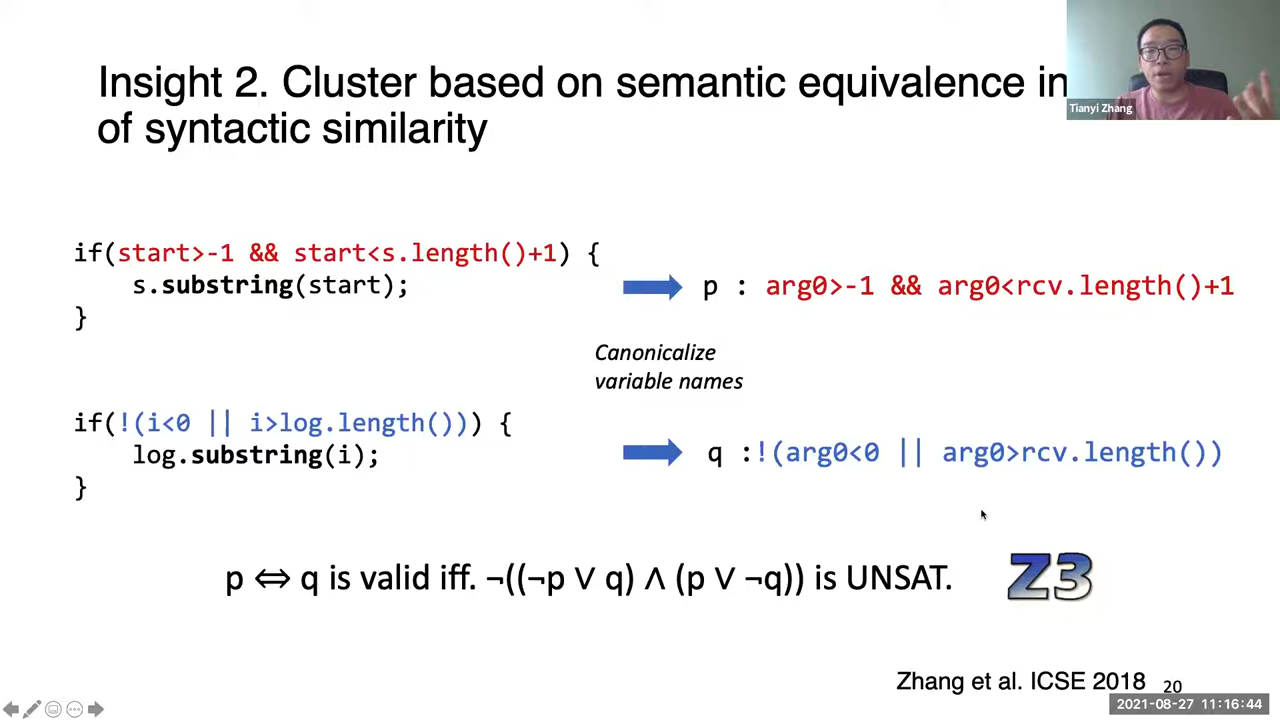 Insight 2. Cluster based on semantic equivalence in
of syntactic similarity
Tianyi Zhang
if(start>-1 && start<s.length()+1) {
s.substring(start);
}
p : arg0>-1 && arg0<rcv.length()+1
Canonicalize
variable names
if(!(i<0 || i>log.length())) {
log.substring(i);
}
q :!(arg0<0 || arg0>rcv.length())
p ⇔ q is valid iff. ¬((¬p ∨ q) ∧ (p ∨ ¬q)) is UNSAT.
Z3
Zhang et al. ICSE 2018
20
2021-08-27 11:16:44